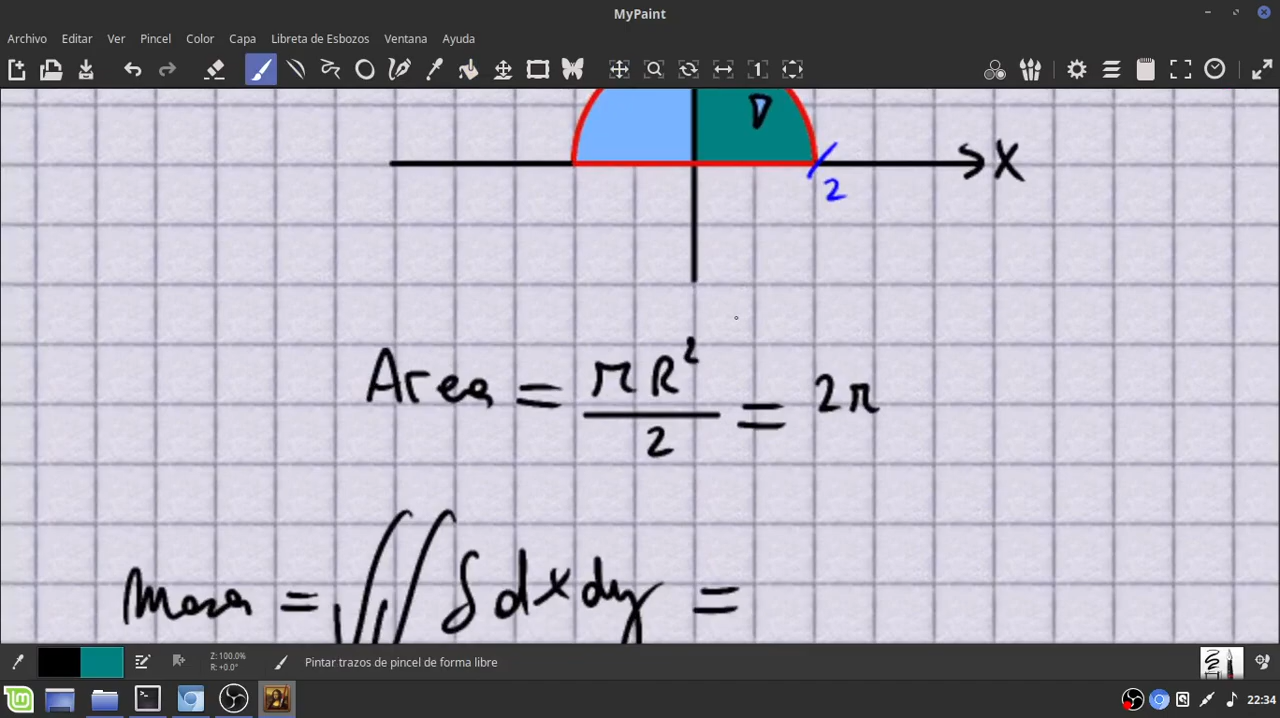 MyPaint
Archivo Editar Ver Pincel Color Capa Libreta de Esbozos Ventana Ayuda
D
X
2
Area = πR² / 2 = 2π
masa = ∬ δ dx dy =
Z: 100.0%
R: +0.0°
Pintar trazos de pincel de forma libre
22:34